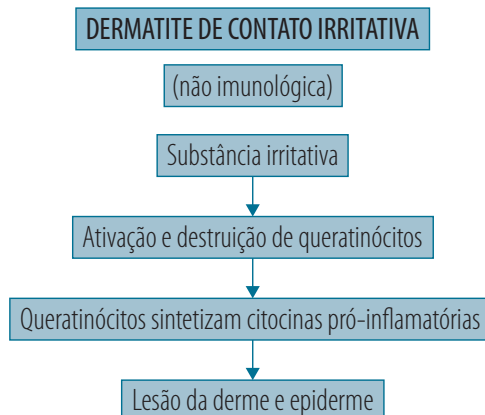 DERMATITE DE CONTATO IRRITATIVA
(não imunológica)
Substância irritativa
Ativação e destruição de queratinócitos
Queratinócitos sintetizam citocinas pró-inflamatórias
Lesão da derme e epiderme